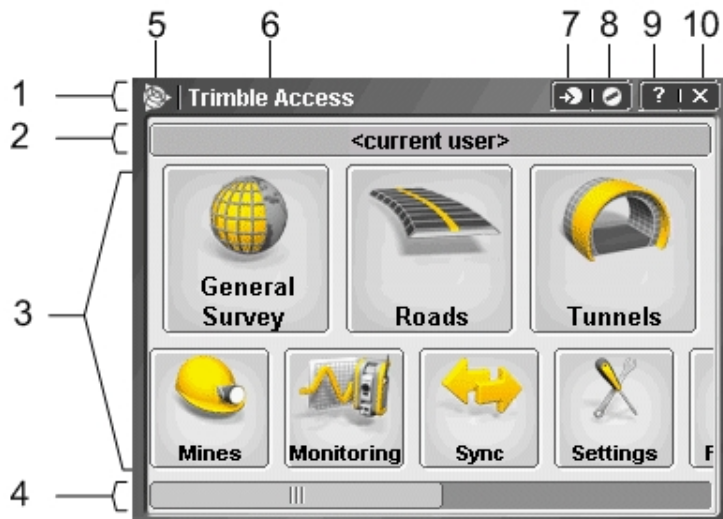 5 6 7 8 9 10
1 Trimble Access ? X
2 <current user>
3
General Survey Roads Tunnels
Mines Monitoring Sync Settings F
4